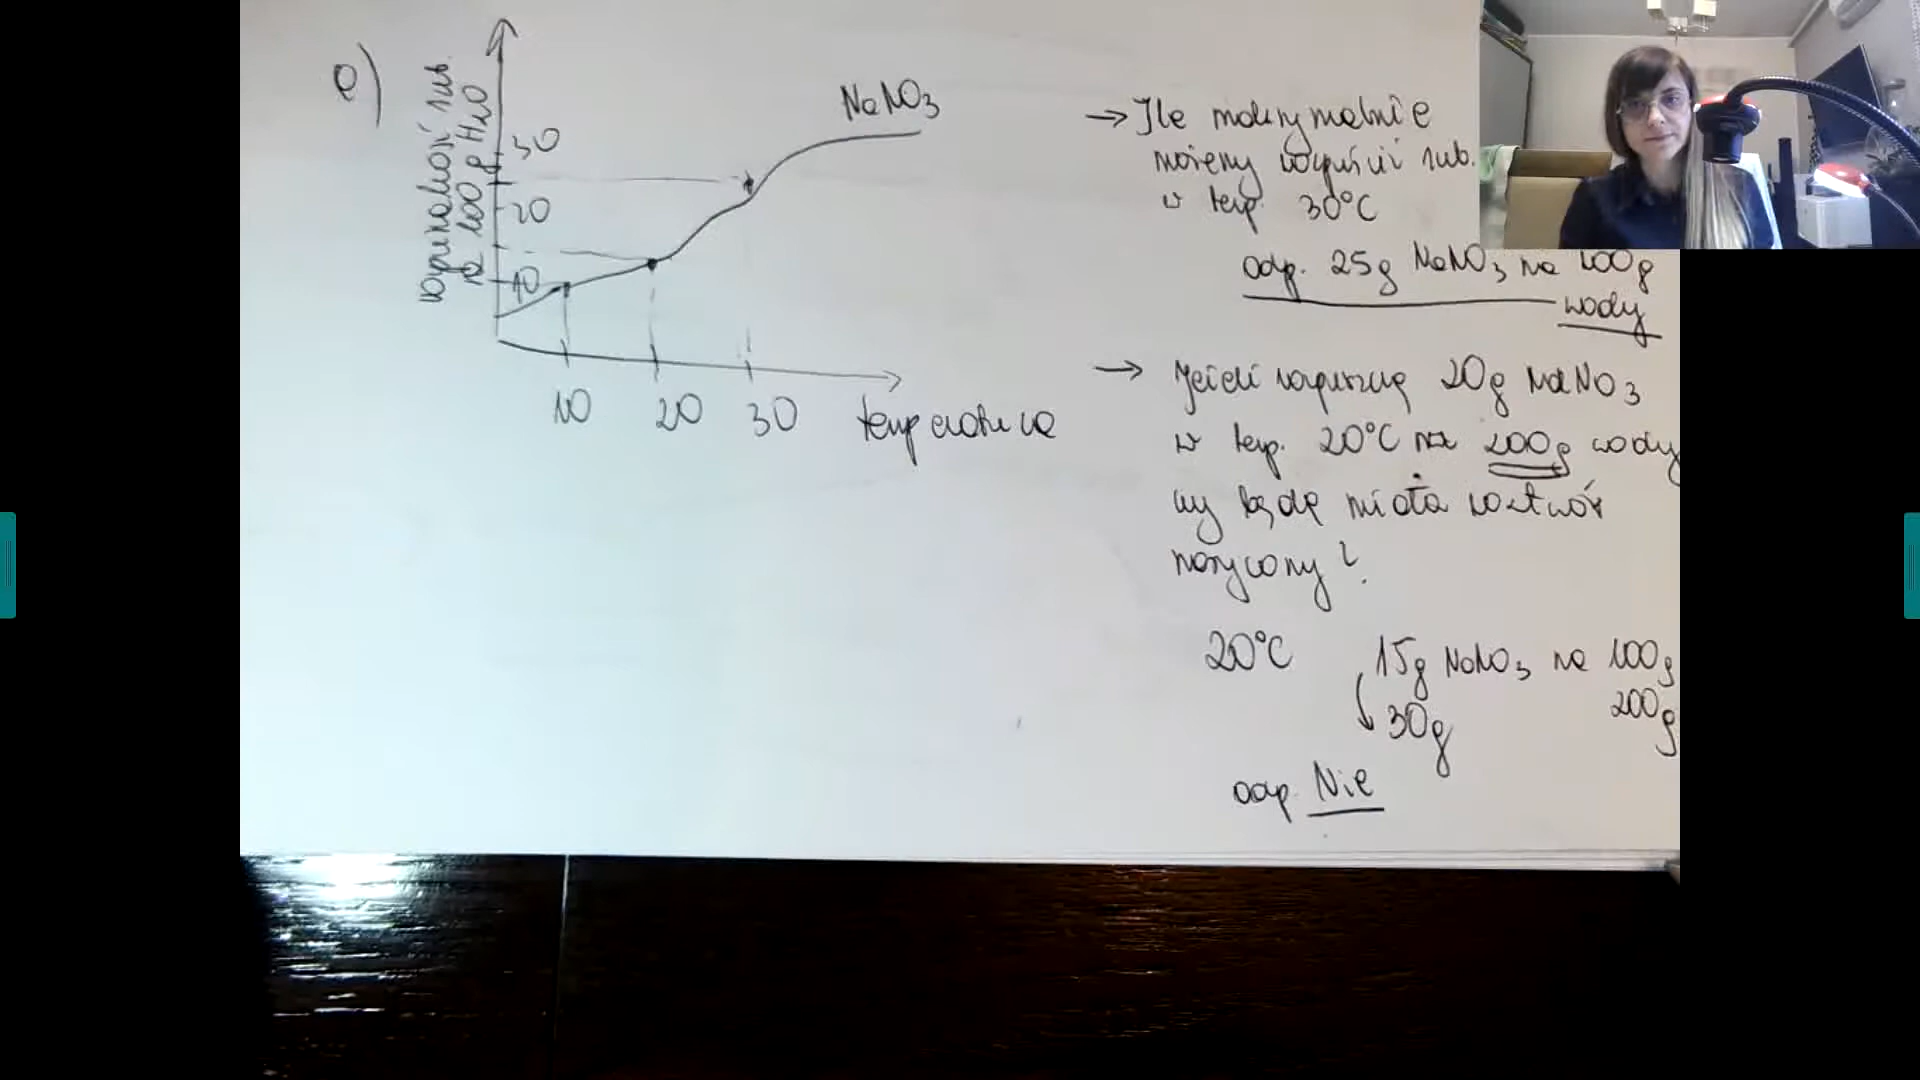 e)
rozpuszczalność sub.
na 100g H2O
30
20
10
10 20 30 temperatura
NaNO3
→ Ile maksymalnie
możemy rozpuścić sub.
w temp. 30°C
odp. 25g NaNO3 na 100g
wody
→ Jeżeli rozpuszczę 20g NaNO3
w temp. 20°C na 200g wody
czy będę miała roztwór
nasycony?
20°C 15g NaNO3 na 100g
30g 200g
odp. Nie